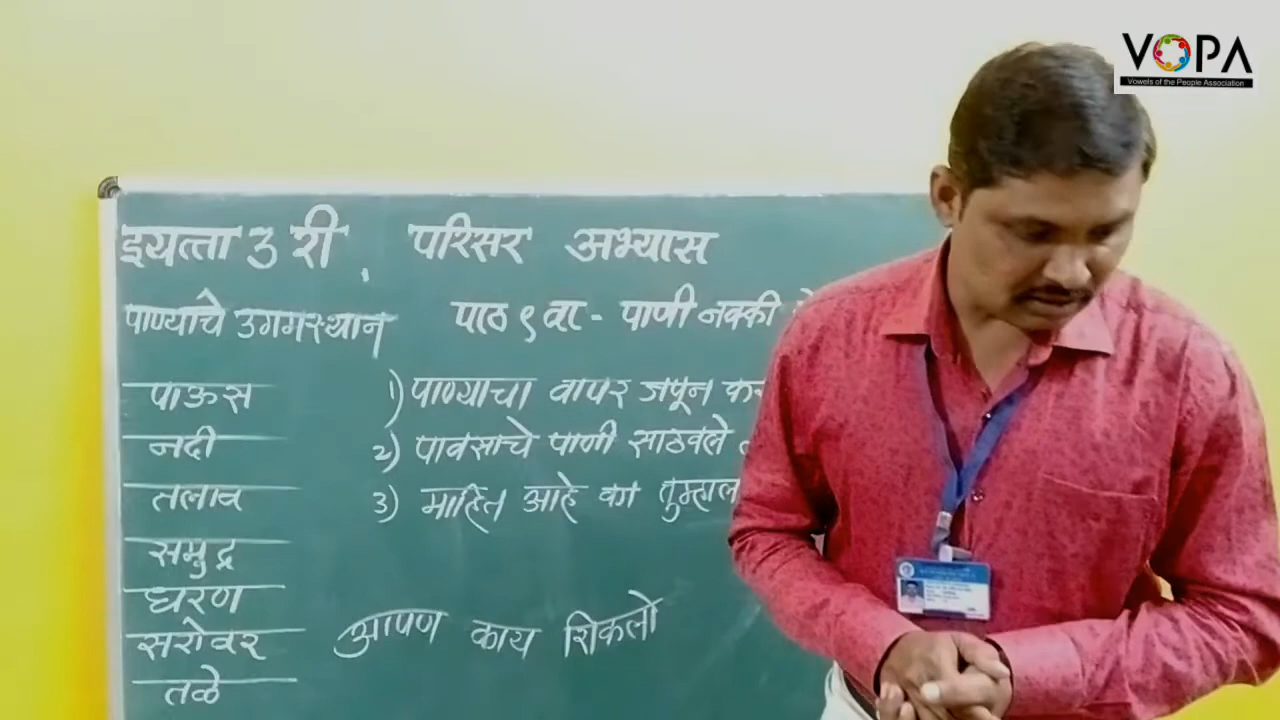 VOPA
Vowels of the People Association
इयत्ता 3 री. परिसर अभ्यास
पाण्याचे उगमस्थान
पाठ ९ वा - पाणी नक्की
पाऊस
नदी
तलाव
समुद्र
धरण
सरोवर
तळे
१) पाण्याचा वापर जपून
२) पावसाचे पाणी साठवले
३) माहित आहे का
आपण काय शिकलो